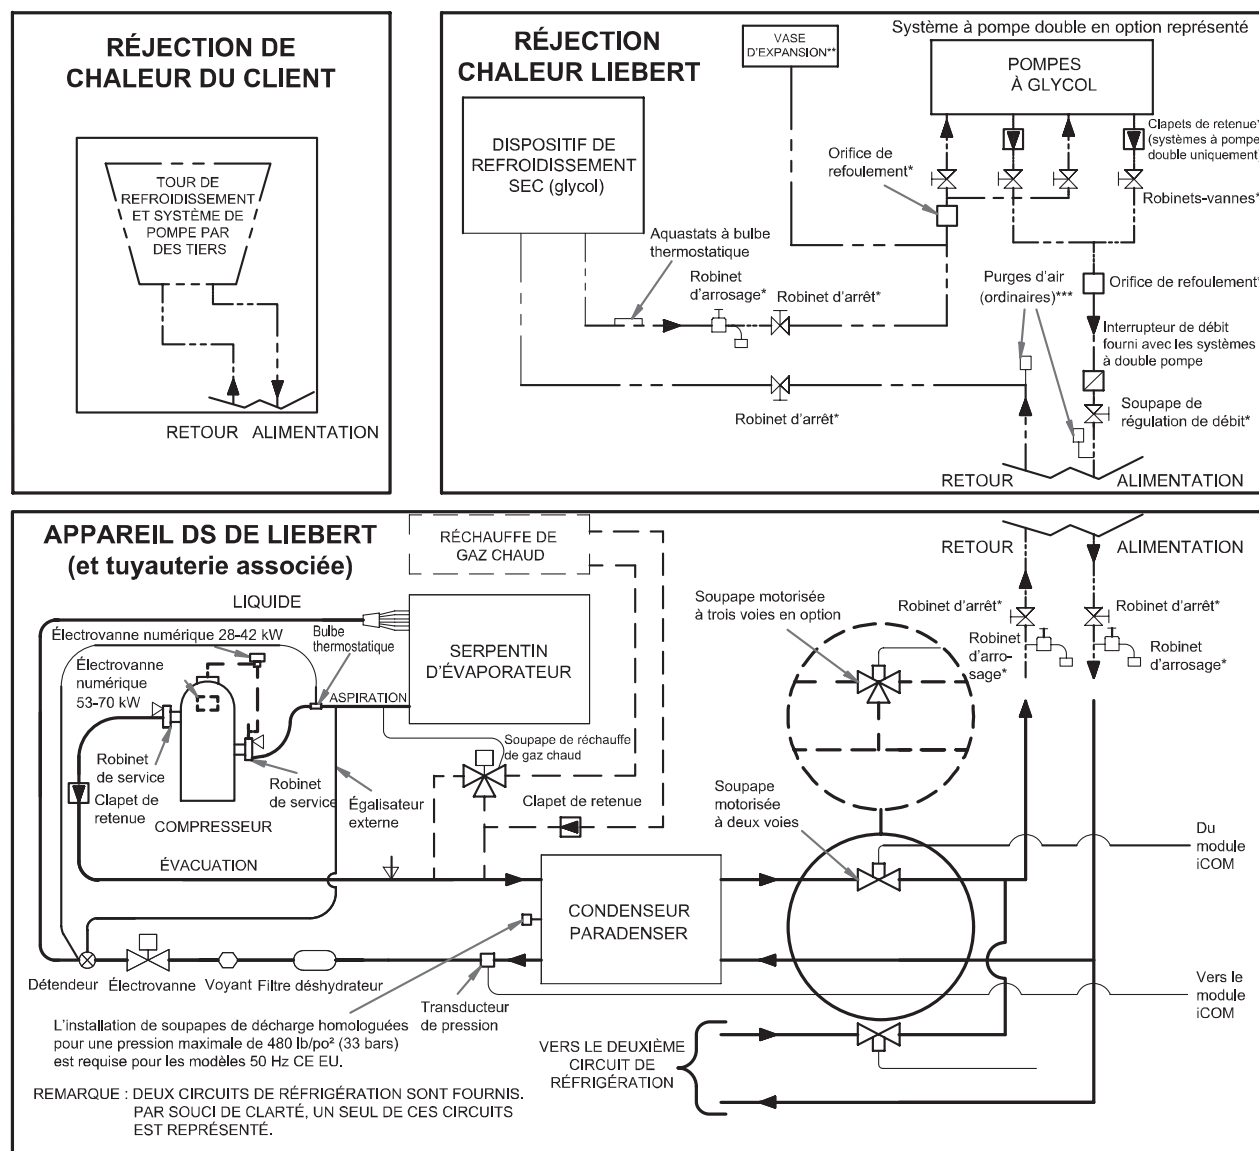 RÉJECTION DE
CHALEUR DU CLIENT
TOUR DE
REFROIDISSEMENT
ET SYSTÈME DE
POMPE PAR
DES TIERS
RETOUR
ALIMENTATION
RÉJECTION
CHALEUR LIEBERT
VASE
D'EXPANSION**
Système à pompe double en option représenté
POMPES
À GLYCOL
DISPOSITIF DE
REFROIDISSEMENT
SEC (glycol)
Orifice de
refoulement*
Clapets de retenue*
(systèmes à pompe
double uniquement)
Robinets-vannes*
Aquastats à bulbe
thermostatique
Robinet
d'arrosage*
Robinet d'arrêt*
Purges d'air
(ordinaires)***
Orifice de refoulement*
Interrupteur de débit
fourni avec les systèmes
à double pompe
Robinet d'arrêt*
Soupape de
régulation de débit*
RETOUR
ALIMENTATION
APPAREIL DS DE LIEBERT
(et tuyauterie associée)
RÉCHAUFFE DE
GAZ CHAUD
RETOUR
ALIMENTATION
LIQUIDE
Électrovanne numérique 28-42 kW
Bulbe
thermostatique
Électrovanne
numérique
53-70 kW
SERPENTIN
D'ÉVAPORATEUR
ASPIRATION
Soupape motorisée
à trois voies en option
Robinet d'arrêt*
Robinet d'arrêt*
Robinet
d'arro-
sage*
Robinet
d'arrosage*
Robinet
de service
Clapet de
retenue
Robinet
de service
COMPRESSEUR
Égalisateur
externe
Soupape de réchauffe
de gaz chaud
Clapet de retenue
Soupape
motorisée
à deux voies
Du
module
iCOM
ÉVACUATION
CONDENSEUR
PARADENSER
Détendeur
Électrovanne
Voyant
Filtre déshydrateur
Transducteur
de pression
Vers le
module
iCOM
L'installation de soupapes de décharge homologuées
pour une pression maximale de 480 lb/po² (33 bars)
est requise pour les modèles 50 Hz CE EU.
VERS LE DEUXIÈME
CIRCUIT DE
RÉFRIGÉRATION
REMARQUE : DEUX CIRCUITS DE RÉFRIGÉRATION SONT FOURNIS.
PAR SOUCI DE CLARTÉ, UN SEUL DE CES CIRCUITS
EST REPRÉSENTÉ.